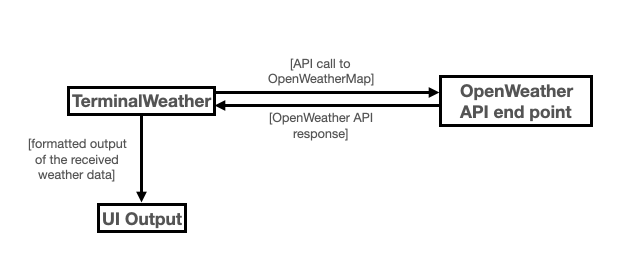 [API call to
OpenWeatherMap]
TerminalWeather
OpenWeather
API end point
[OpenWeather API
response]
[formatted output
of the received
weather data]
UI Output